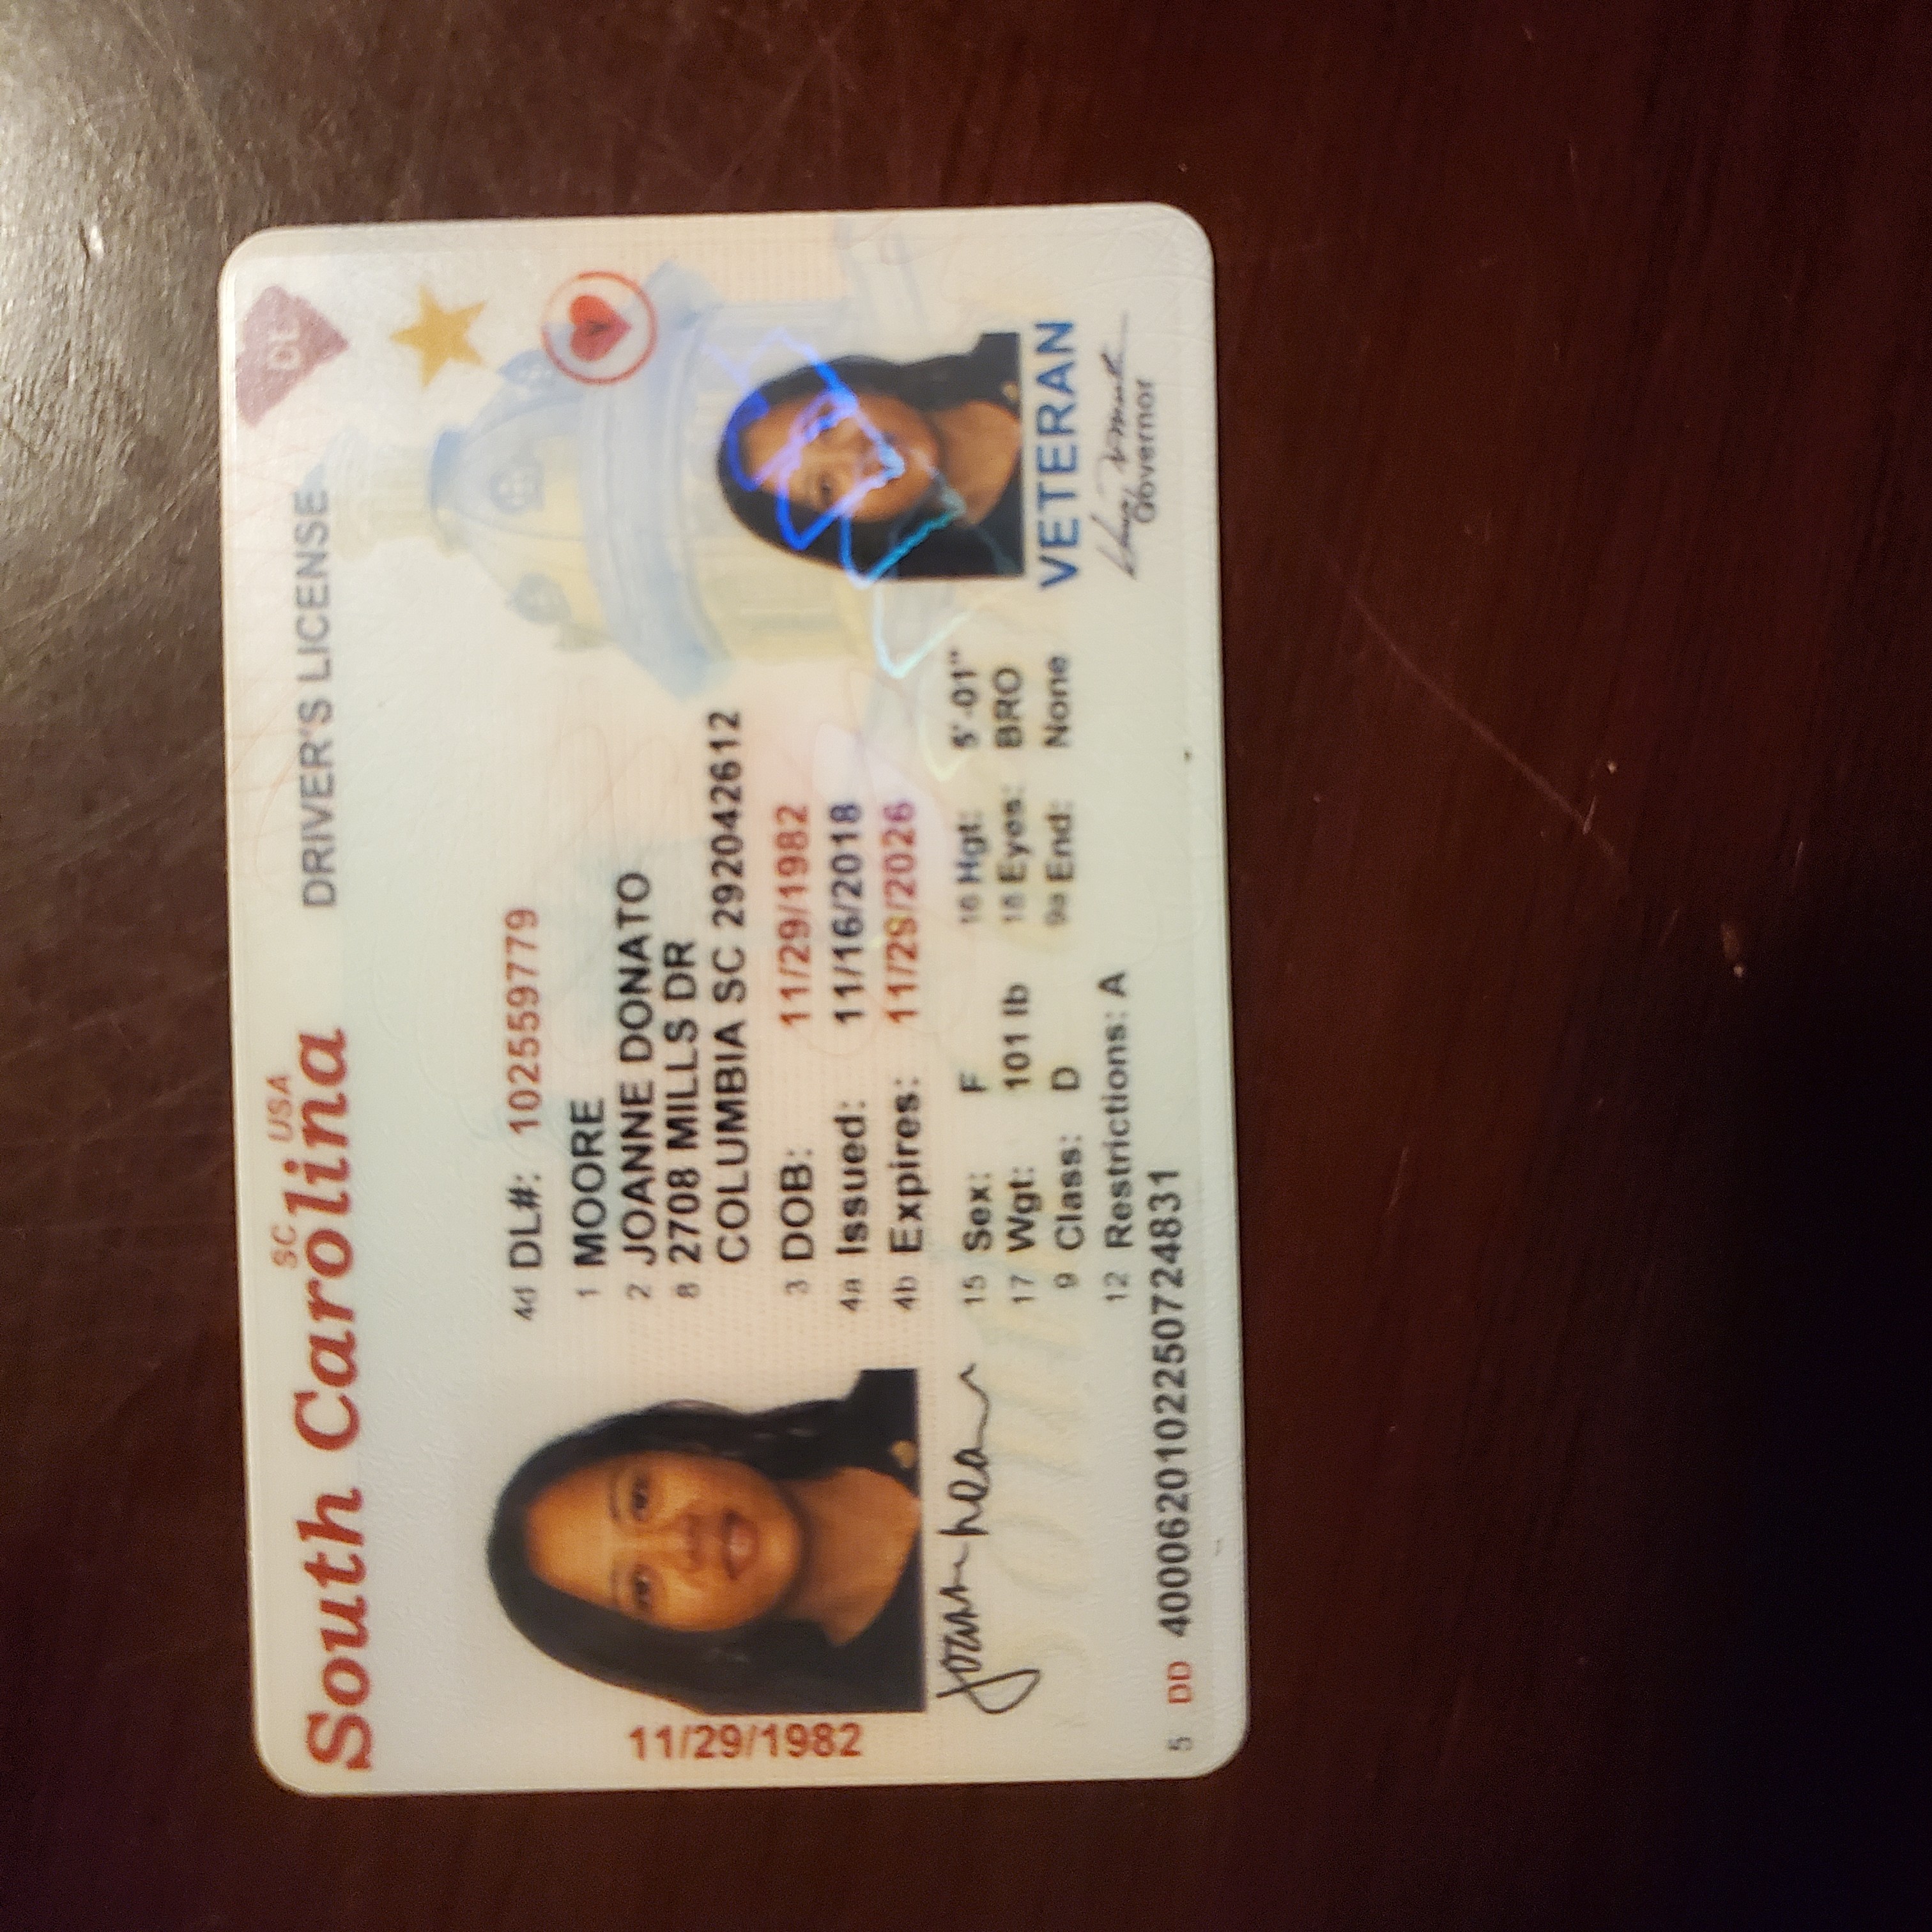 SC USA
South Carolina DRIVER'S LICENSE
DL
4d DL#: 102559779
1 MOORE
2 JOANNE DONATO
8 2708 MILLS DR
COLUMBIA SC 292042612
3 DOB: 11/29/1982
4a Issued: 11/16/2018
4b Expires: 11/29/2026
15 Sex: F 16 Hgt: 5'-01"
17 Wgt: 101 lb 18 Eyes: BRO
9 Class: D 9a End: None
12 Restrictions: A
11/29/1982
5 DD 40006201022507724831
Y
VETERAN
Governor